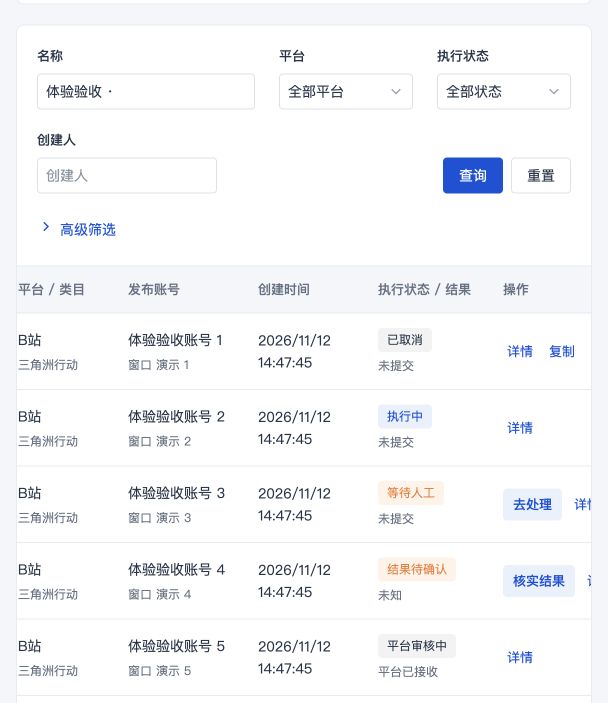 名称 平台 执行状态
体验验收 · 全部平台 全部状态
创建人
创建人 查询 重置
高级筛选
平台 / 类目 发布账号 创建时间 执行状态 / 结果 操作
B站 体验验收账号 1 2026/11/12 已取消 详情 复制
三角洲行动 窗口 演示 1 14:47:45 未提交
B站 体验验收账号 2 2026/11/12 执行中 详情
三角洲行动 窗口 演示 2 14:47:45 未提交
B站 体验验收账号 3 2026/11/12 等待人工 去处理 详
三角洲行动 窗口 演示 3 14:47:45 未提交
B站 体验验收账号 4 2026/11/12 结果待确认 核实结果
三角洲行动 窗口 演示 4 14:47:45 未知
B站 体验验收账号 5 2026/11/12 平台审核中 详情
三角洲行动 窗口 演示 5 14:47:45 平台已接收